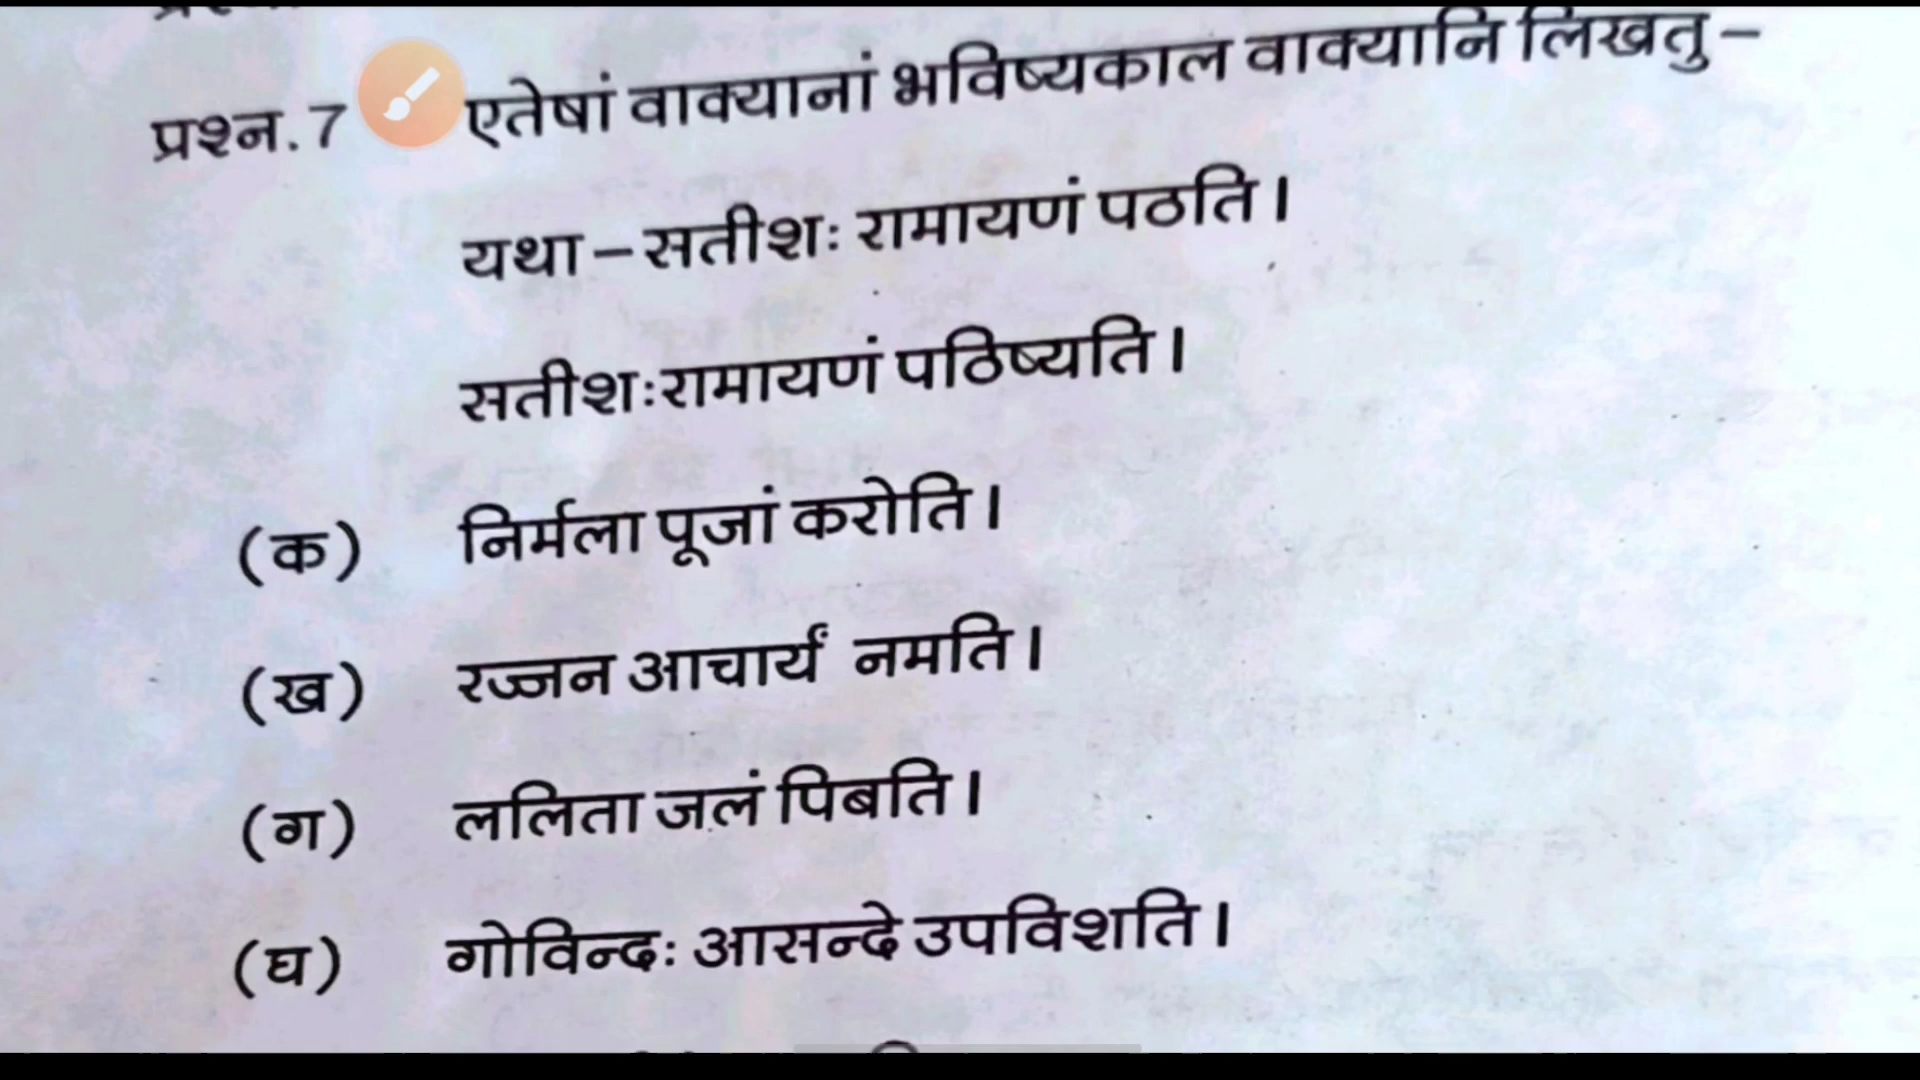 प्रश्न.7 एतेषां वाक्यानां भविष्यकाल वाक्यानि लिखतु –
यथा – सतीशः रामायणं पठति।
सतीशःरामायणं पठिष्यति।
(क) निर्मला पूजां करोति।
(ख) रज्जन आचार्यं नमति।
(ग) ललिता जलं पिबति।
(घ) गोविन्दः आसन्दे उपविशति।